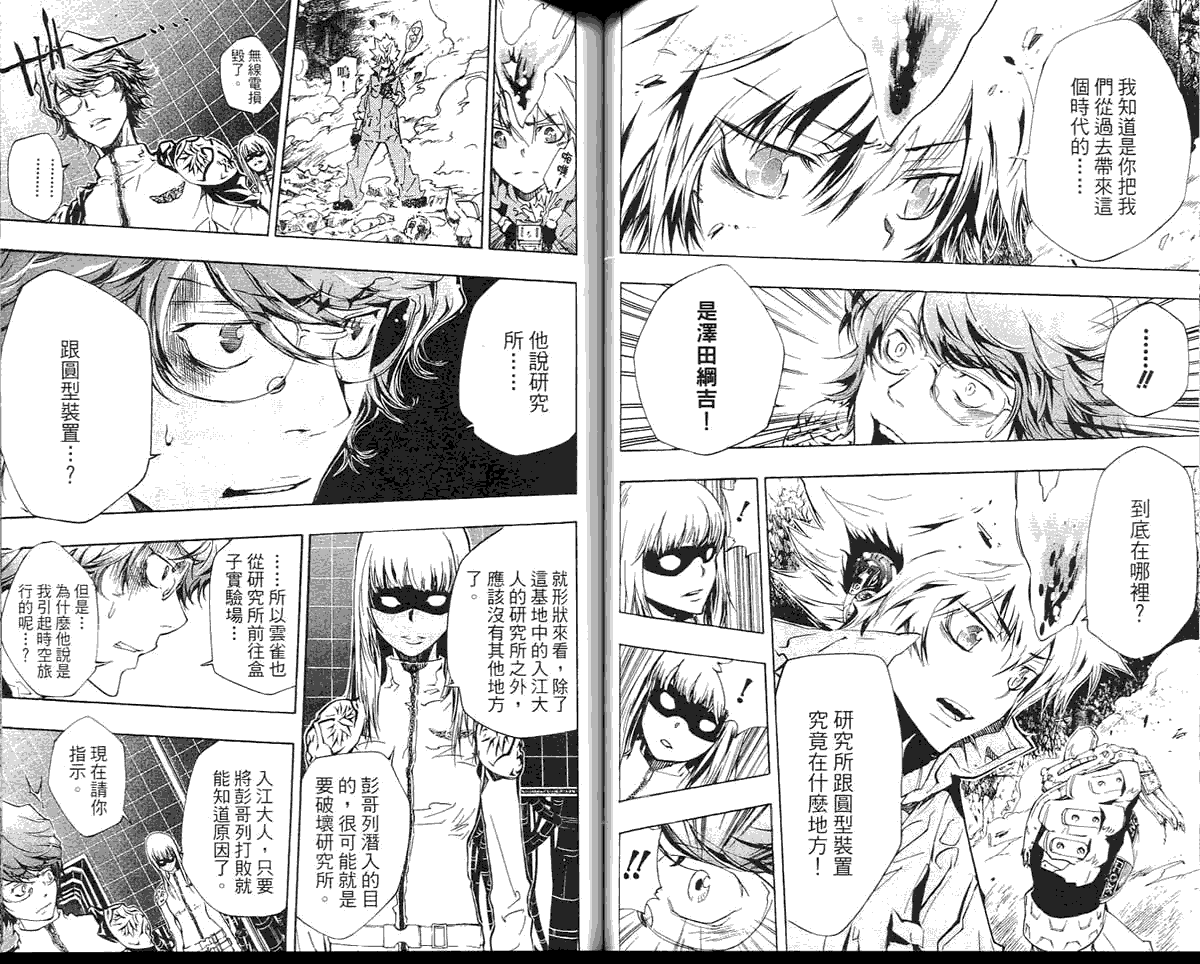 我知道是你把我
們從過去帶來這
個時代的……
……!!
是澤田綱吉！
到底在哪裡？
研究所跟圓型裝置
究竟在什麼地方！
!
!!
!!
嗚！
無線電損
毀了。
………
他說研究
所……
跟圓型裝置…？
就形狀來看，除了
這基地中的入江大
人的研究所之外，
應該沒有其他地方
了。
彭哥列潛入的目
的，很可能就是
要破壞研究所
……所以雲雀也
從研究所前往盒
子實驗場…
但是…
為什麼他說是
我引起時空旅
行的呢…？
入江大人，只要
將彭哥列打敗就
能知道原因了。
現在請你
指示。